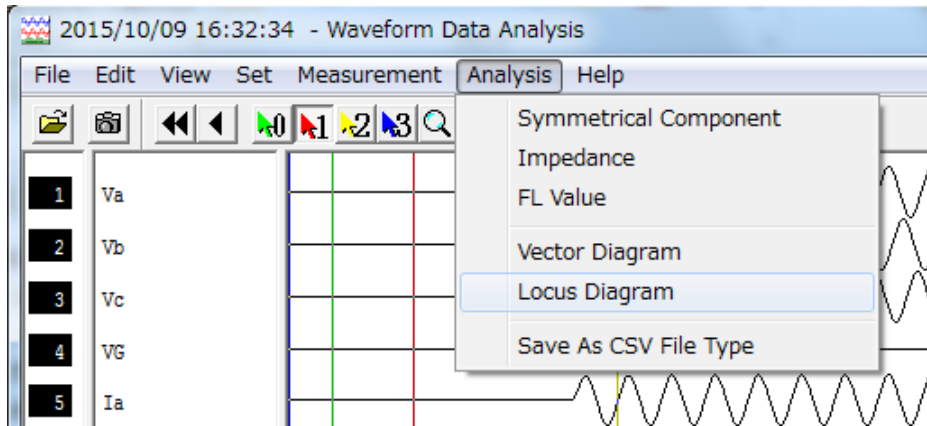 2015/10/09 16:32:34 - Waveform Data Analysis
File Edit View Set Measurement Analysis Help
0 1 2 3
Symmetrical Component
Impedance
FL Value
Vector Diagram
Locus Diagram
Save As CSV File Type
1 Va
2 Vb
3 Vc
4 VG
5 Ia